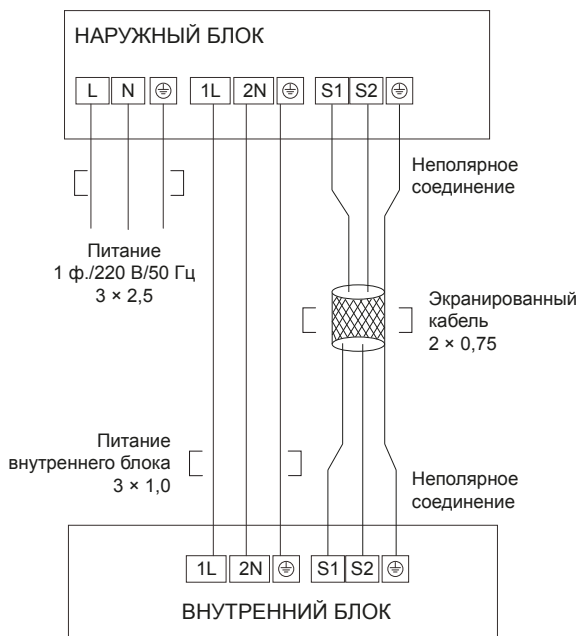 НАРУЖНЫЙ БЛОК
L N 1L 2N S1 S2
Неполярное
соединение
Питание
1 ф./220 В/50 Гц
3 × 2,5
Экранированный
кабель
2 × 0,75
Питание
внутреннего блока
3 × 1,0
Неполярное
соединение
1L 2N S1 S2
ВНУТРЕННИЙ БЛОК